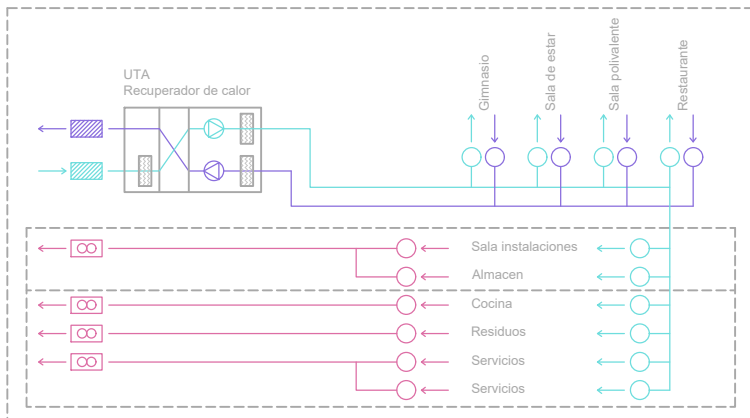 UTA
Recuperador de calor
Gimnasio
Sala de estar
Sala polivalente
Restaurante
Sala instalaciones
Almacen
Cocina
Residuos
Servicios
Servicios